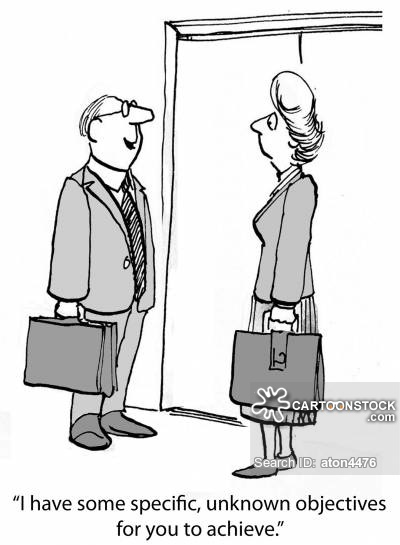 CARTOONSTOCK
.com
Search ID: aton4476
“I have some specific, unknown objectives
for you to achieve.”